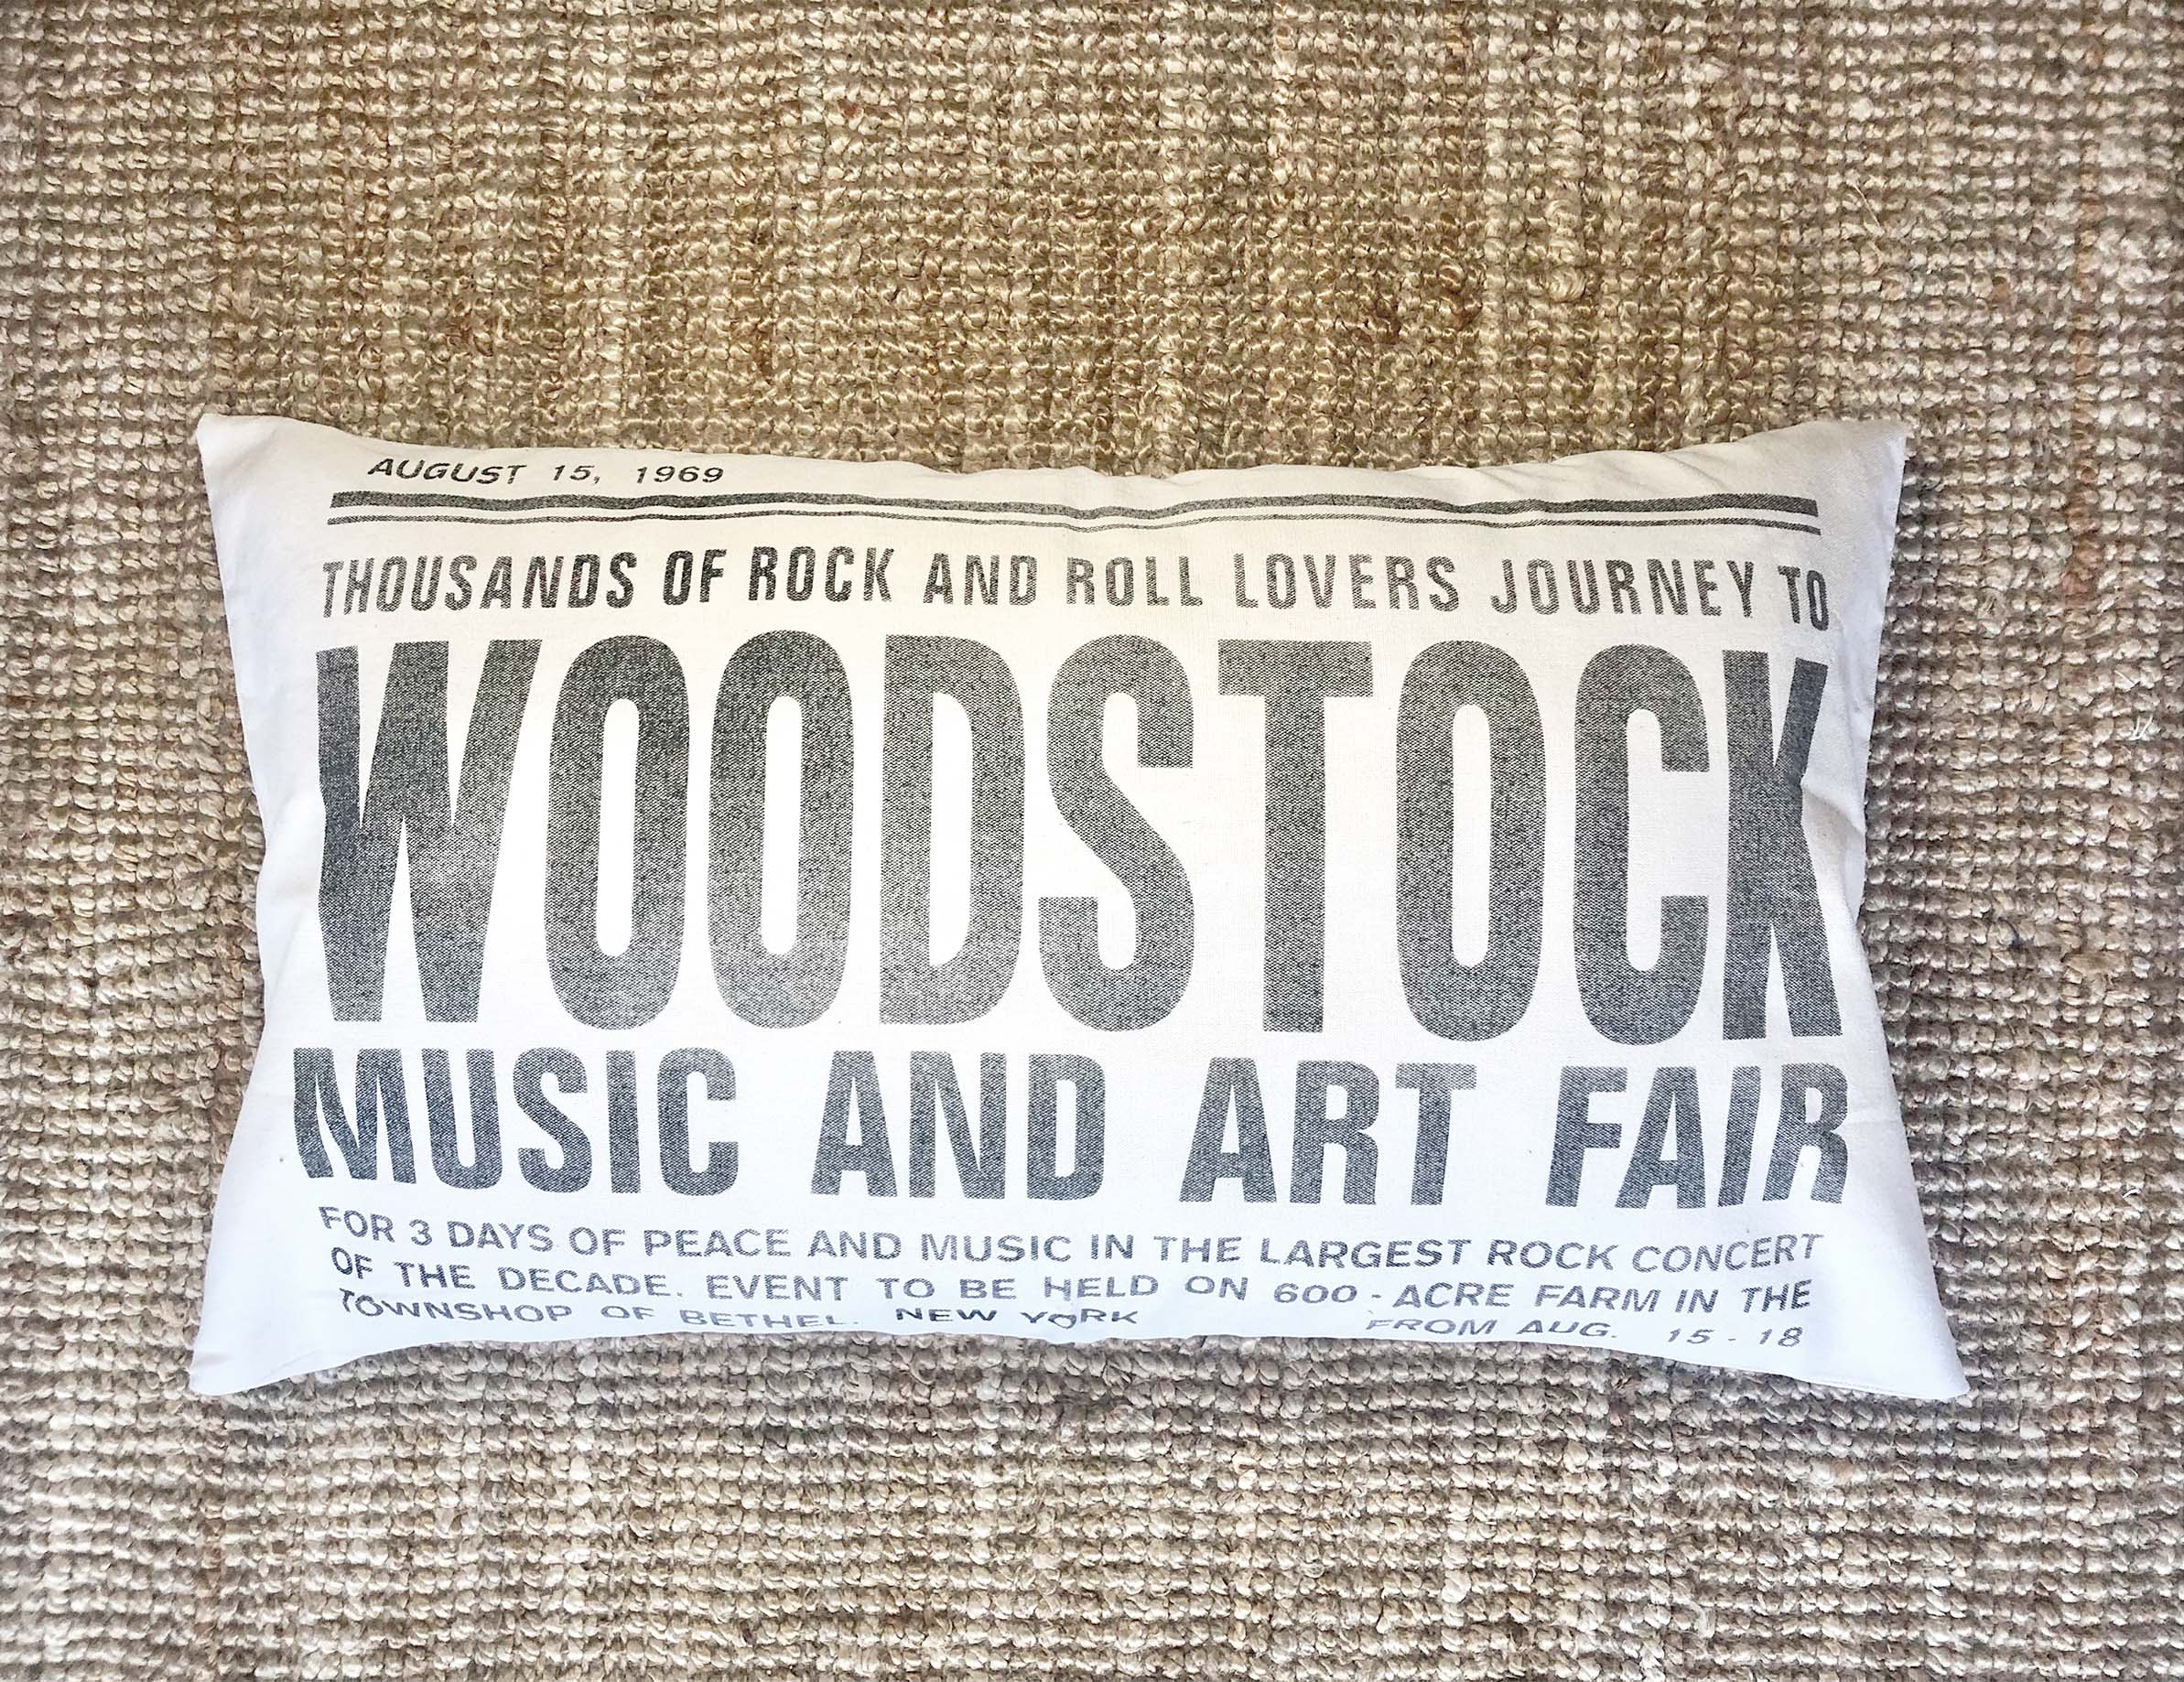 AUGUST 15, 1969
THOUSANDS OF ROCK AND ROLL LOVERS JOURNEY TO
WOODSTOCK
MUSIC AND ART FAIR
FOR 3 DAYS OF PEACE AND MUSIC IN THE LARGEST ROCK CONCERT
OF THE DECADE. EVENT TO BE HELD ON 600 - ACRE FARM IN THE
TOWNSHOP OF BETHEL. NEW YORK FROM AUG. 15 - 18